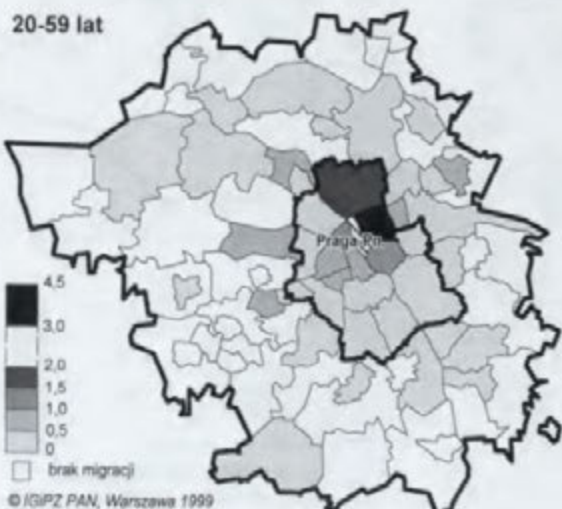 20-59 lat
Praga-Pn.
4,5
3,0
2,0
1,5
1,0
0,5
0
brak migracji
© IGiPZ PAN, Warszawa 1999